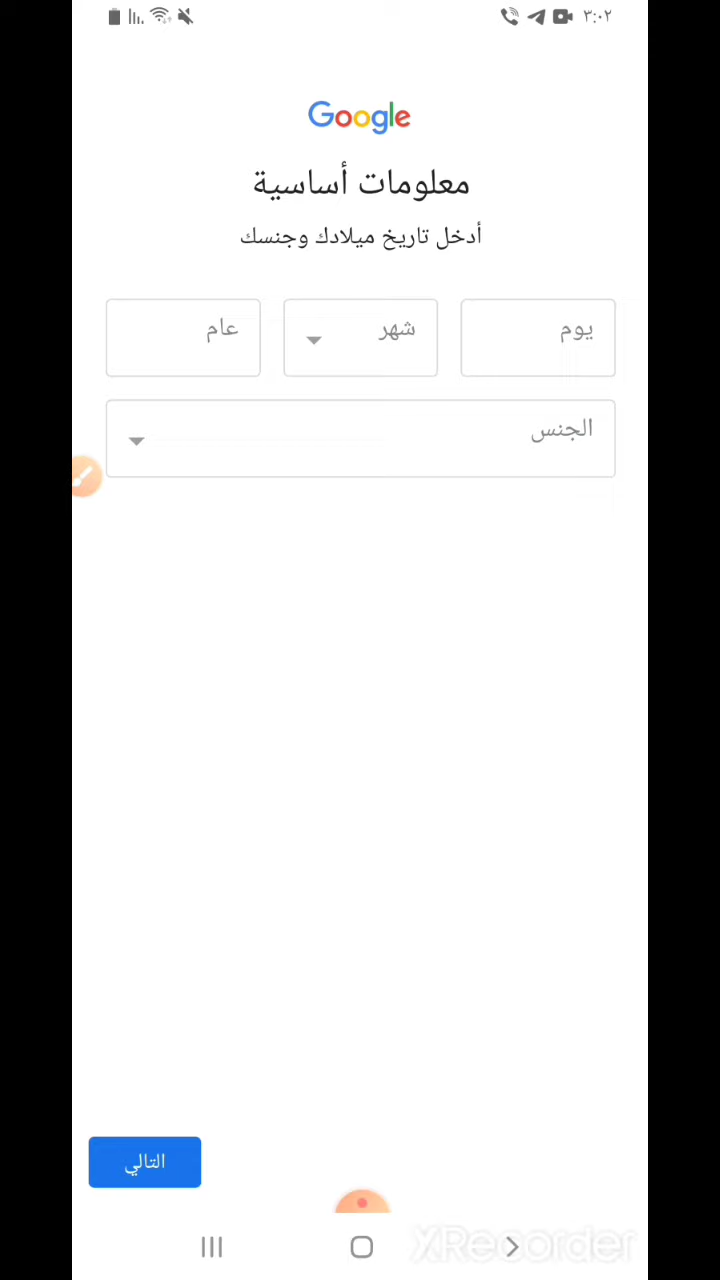 ٣:٠٢
Google
معلومات أساسية
أدخل تاريخ ميلادك وجنسك
يوم
شهر
عام
الجنس
التالي
XRecorder